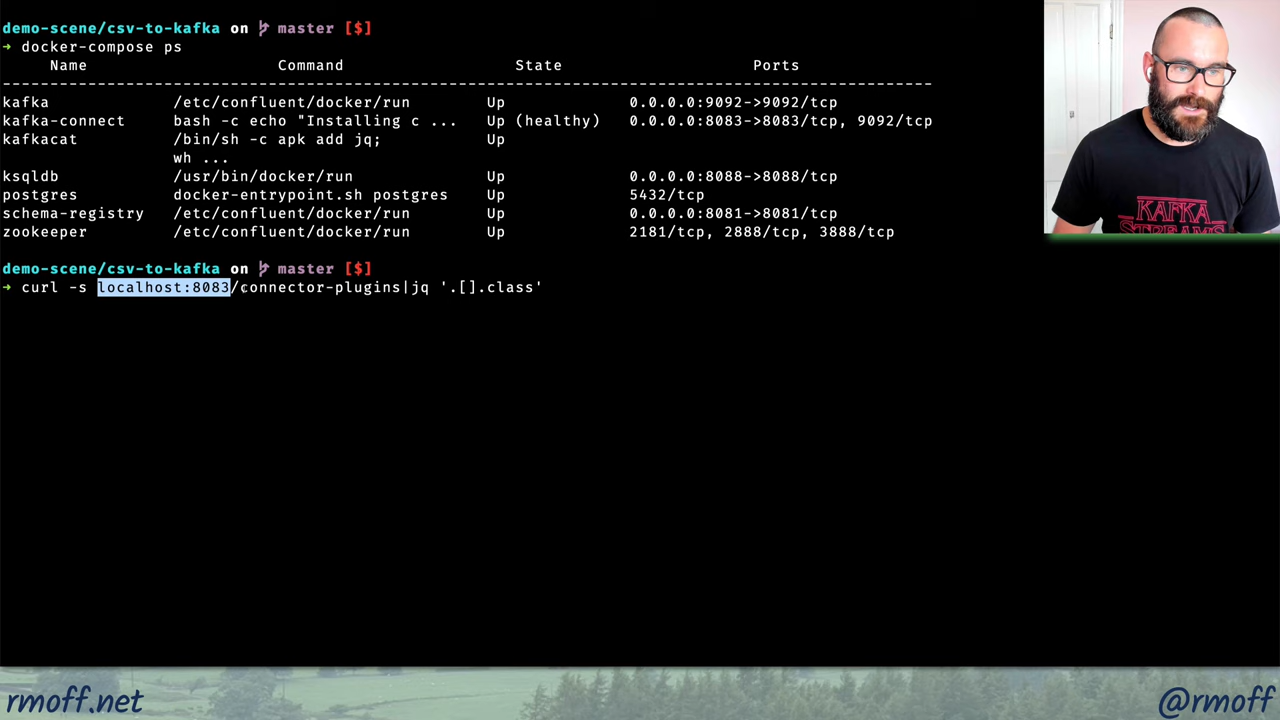 demo-scene/csv-to-kafka on master [$]
→ docker-compose ps
Name Command State Ports
kafka /etc/confluent/docker/run Up 0.0.0.0:9092->9092/tcp
kafka-connect bash -c echo "Installing c ... Up (healthy) 0.0.0.0:8083->8083/tcp, 9092/tcp
kafkacat /bin/sh -c apk add jq; Up
wh ...
ksqldb /usr/bin/docker/run Up 0.0.0.0:8088->8088/tcp
postgres docker-entrypoint.sh postgres Up 5432/tcp
schema-registry /etc/confluent/docker/run Up 0.0.0.0:8081->8081/tcp
zookeeper /etc/confluent/docker/run Up 2181/tcp, 2888/tcp, 3888/tcp
demo-scene/csv-to-kafka on master [$]
→ curl -s localhost:8083/connector-plugins|jq '.[].class'
KAFKA
STREAMS
rmoff.net
@rmoff